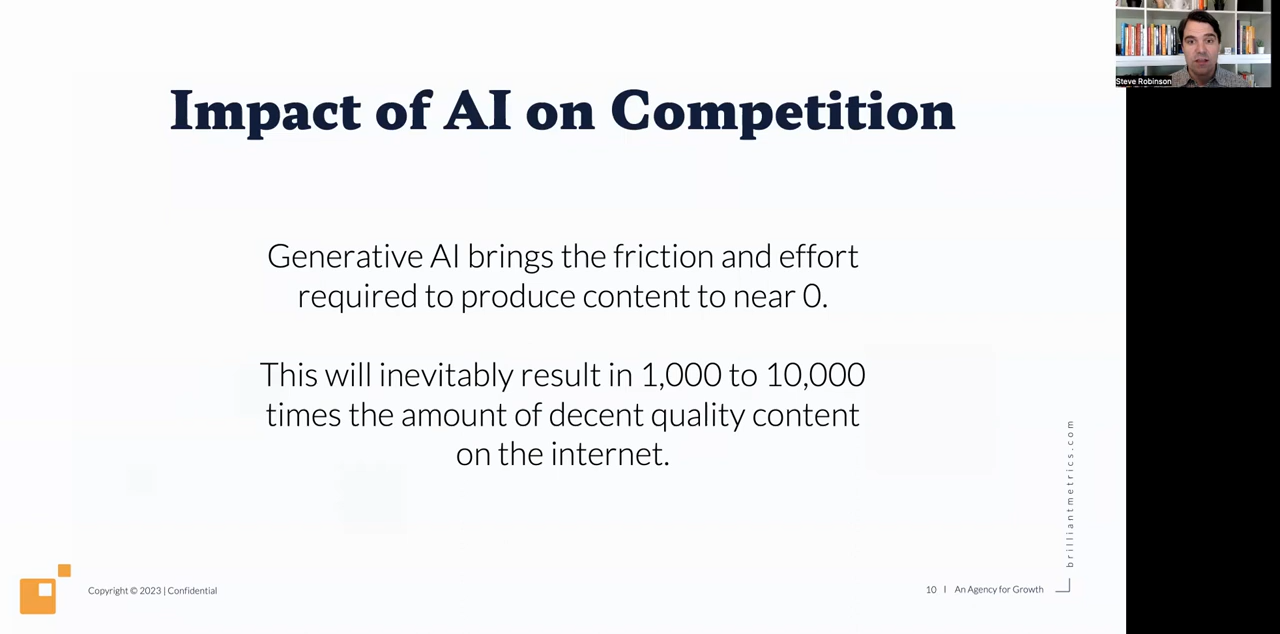 Steve Robinson
Impact of AI on Competition
Generative AI brings the friction and effort
required to produce content to near 0.
This will inevitably result in 1,000 to 10,000
times the amount of decent quality content
on the internet.
brilliantmetrics.com
Copyright © 2023 | Confidential
10 | An Agency for Growth